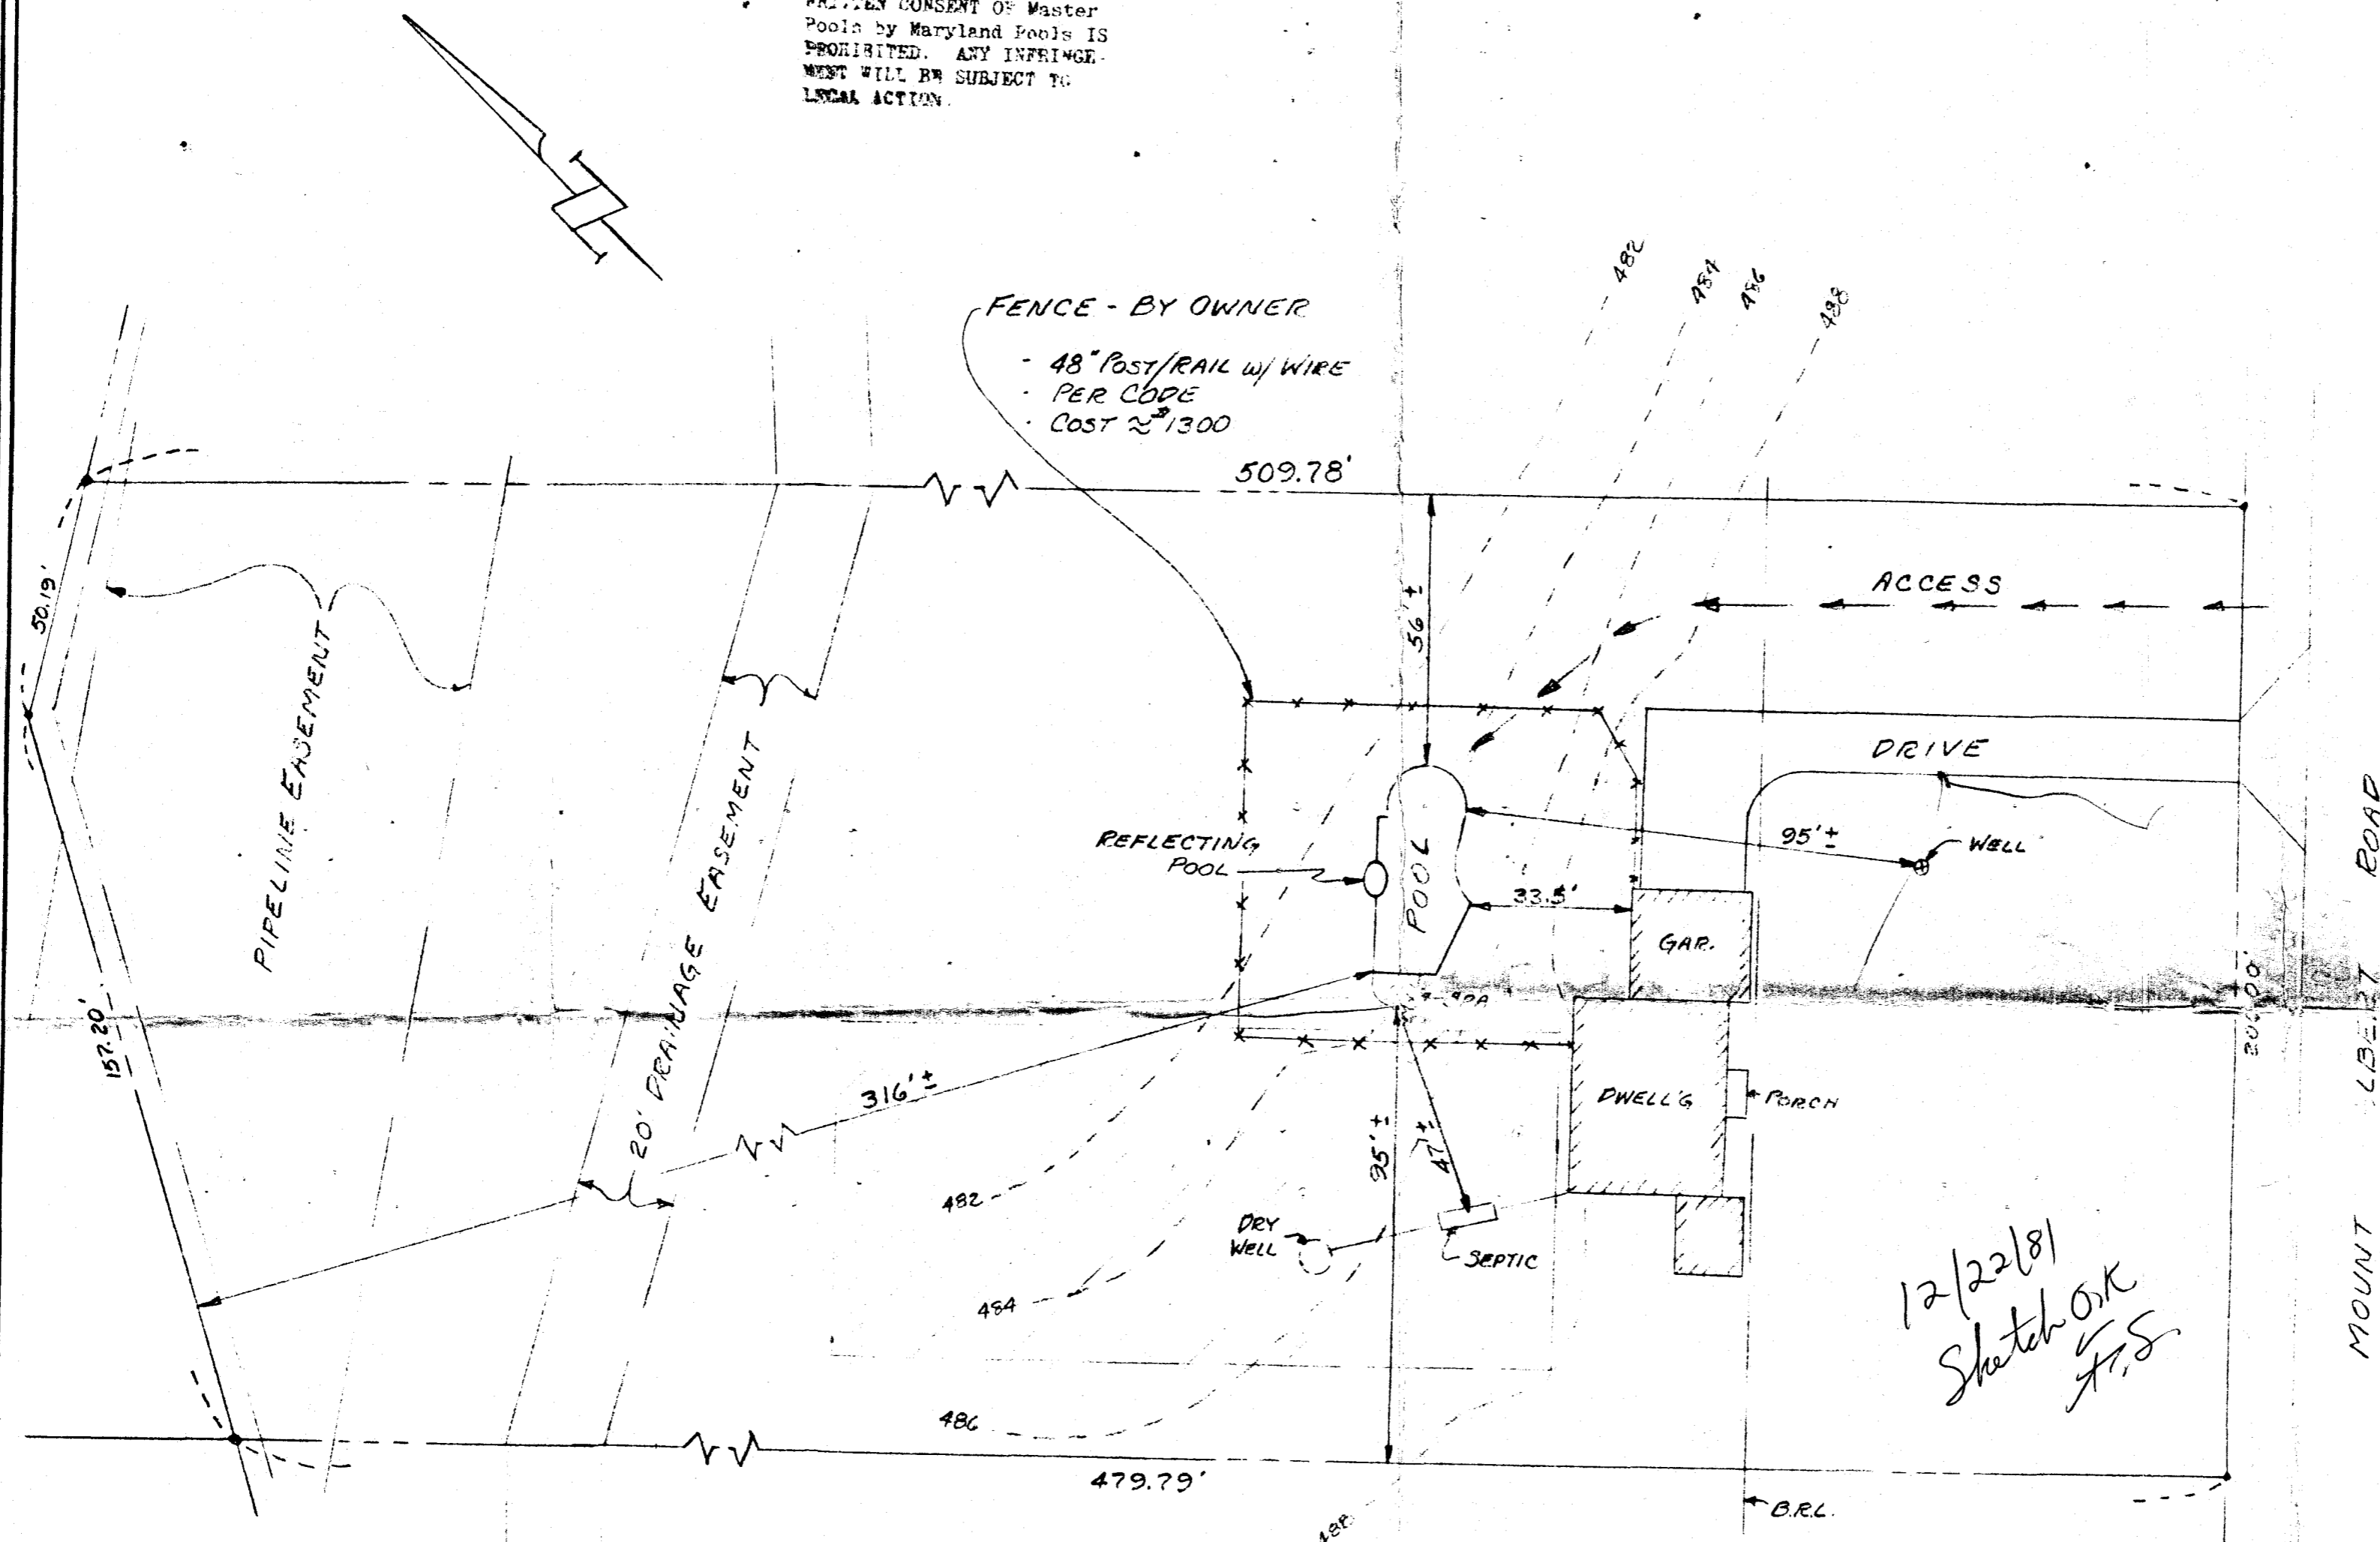 WRITTEN CONSENT OF Master
Pools by Maryland Pools IS
PROHIBITED. ANY INFRINGE-
MENT WILL BE SUBJECT TO
LEGAL ACTION.
FENCE - BY OWNER
- 48" POST/RAIL W/ WIRE
- PER CODE
- COST ≈ $1300
482
484
486
488
509.78'
50.19'
56'±
ACCESS
PIPELINE EASEMENT
DRIVE
20' DRAINAGE EASEMENT
REFLECTING
POOL
POOL
95'±
WELL
33.5'
GAR.
157.20'
316'±
DWELL'G
PORCH
95'±
47'±
482
DRY
WELL
SEPTIC
484
486
479.79'
488
B.R.L.
12/22/81
Sketch OK
MOUNT
ROAD